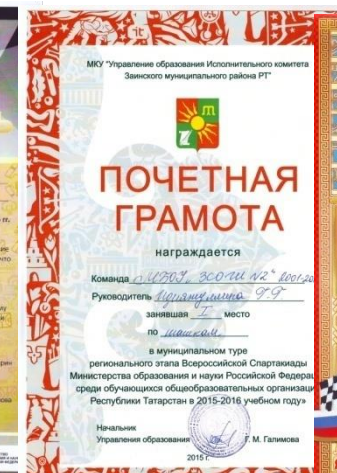 МКУ "Управление образования Исполнительного комитета
Заинского муниципального района РТ"
ПОЧЕТНАЯ
ГРАМОТА
награждается
Команда
Руководитель Г.Г
занявшая I место
по шашкам
в муниципальном туре
регионального этапа Всероссийской Спартакиады
Министерства образования и науки Российской Федерац
среди обучающихся общеобразовательных организаци
Республики Татарстан в 2015-2016 учебном году»
Начальник
Управления образования Г. М. Галимова
2015 г.